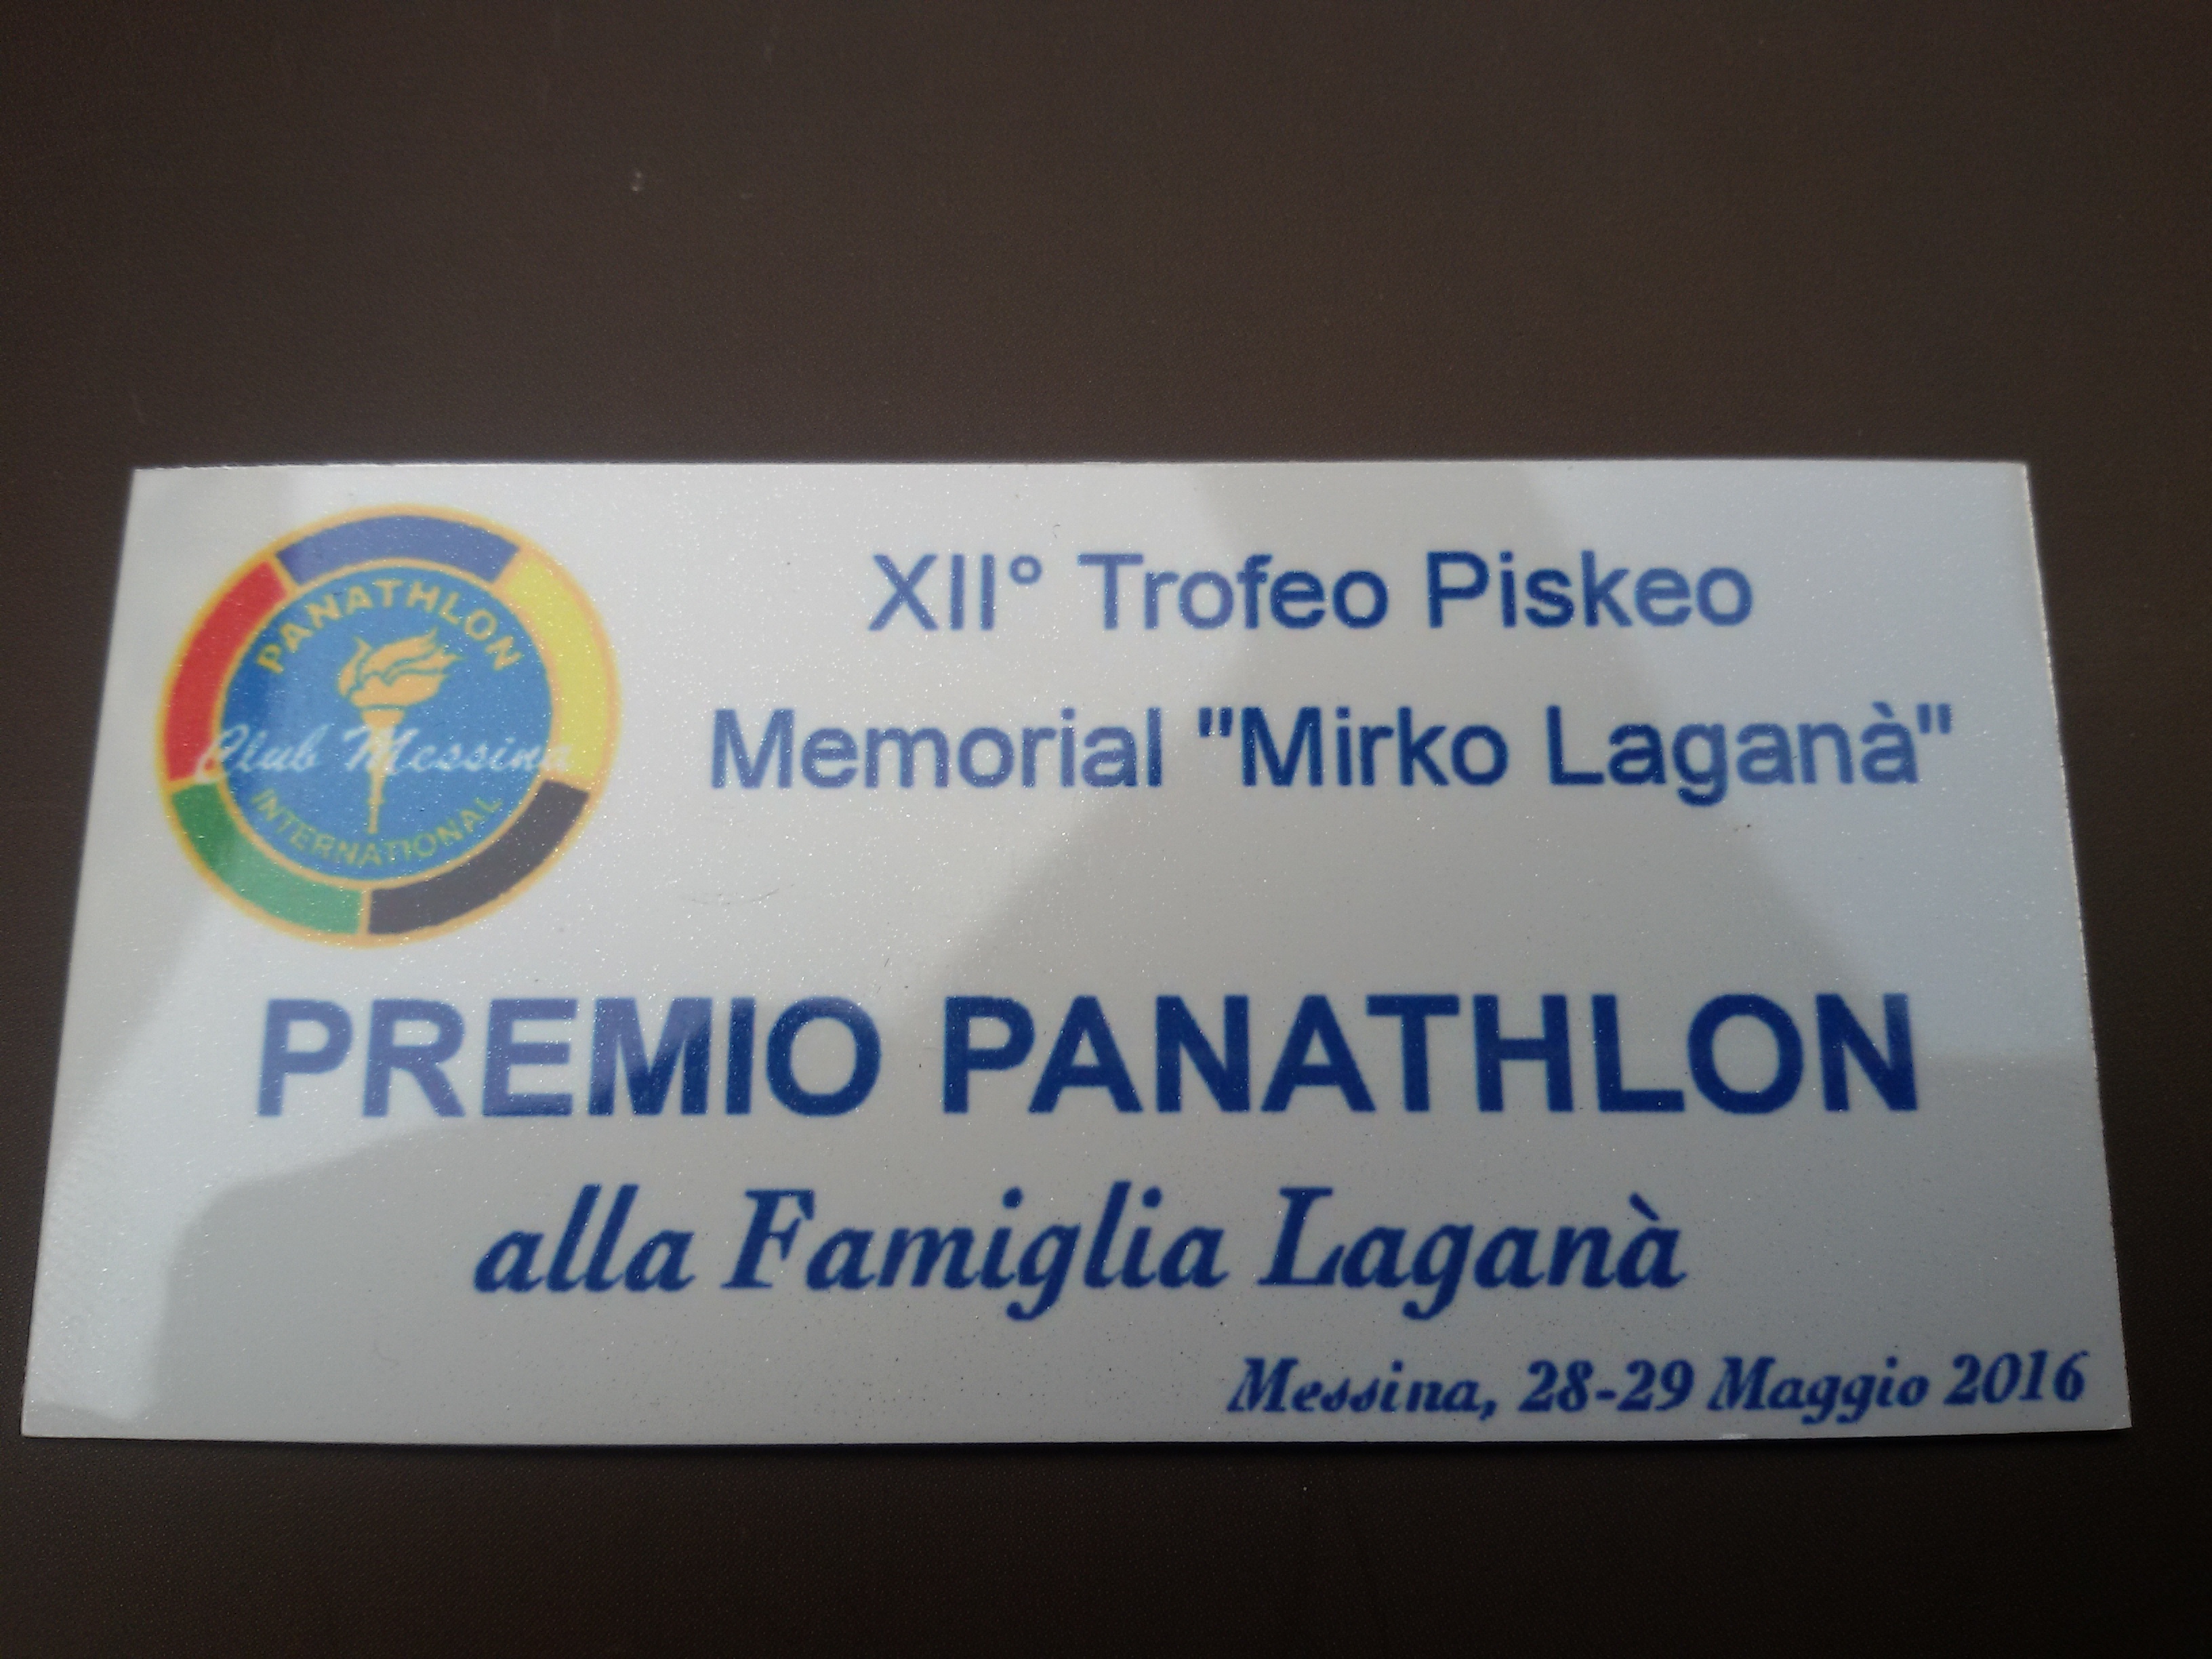 PANATHLON
Club Messina
INTERNATIONAL
XII° Trofeo Piskeo
Memorial "Mirko Laganà"
PREMIO PANATHLON
alla Famiglia Laganà
Messina, 28-29 Maggio 2016